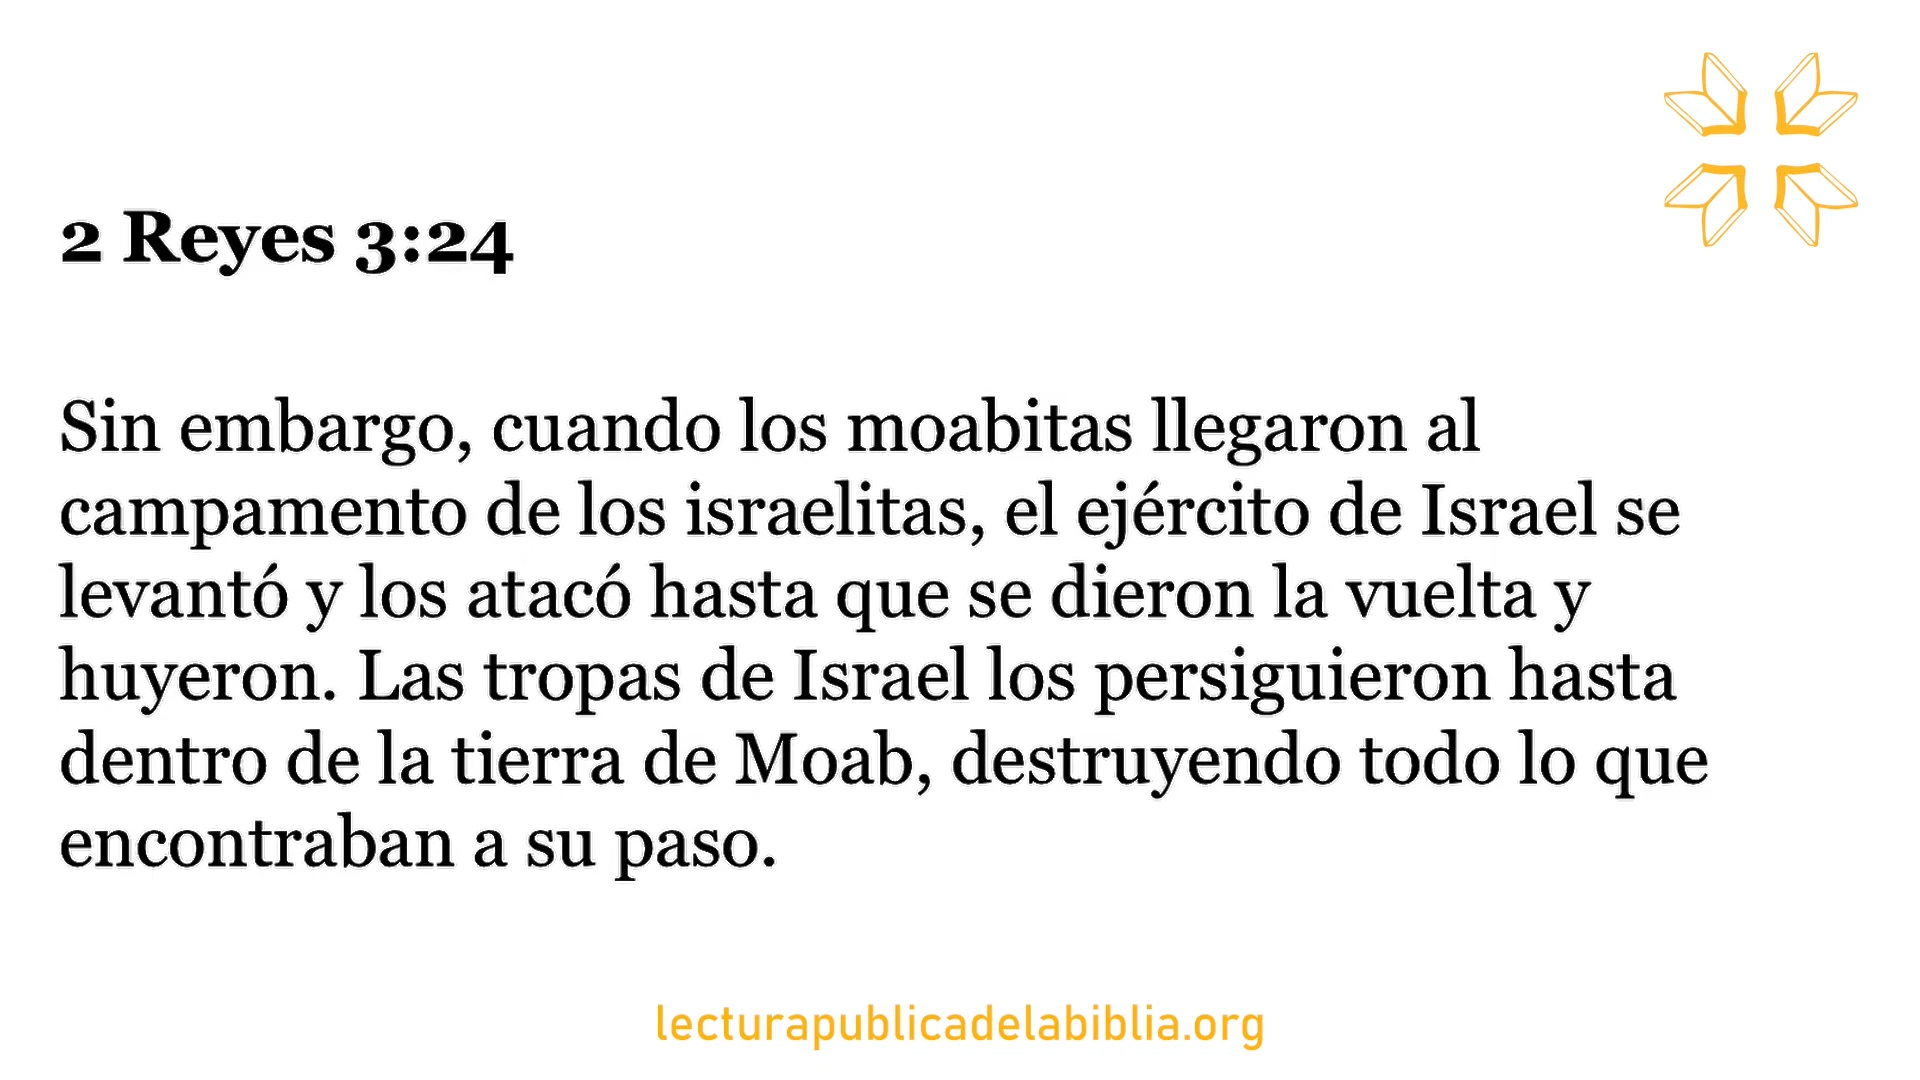 2 Reyes 3:24
Sin embargo, cuando los moabitas llegaron al
campamento de los israelitas, el ejército de Israel se
levantó y los atacó hasta que se dieron la vuelta y
huyeron. Las tropas de Israel los persiguieron hasta
dentro de la tierra de Moab, destruyendo todo lo que
encontraban a su paso.
lecturapublicadelabiblia.org